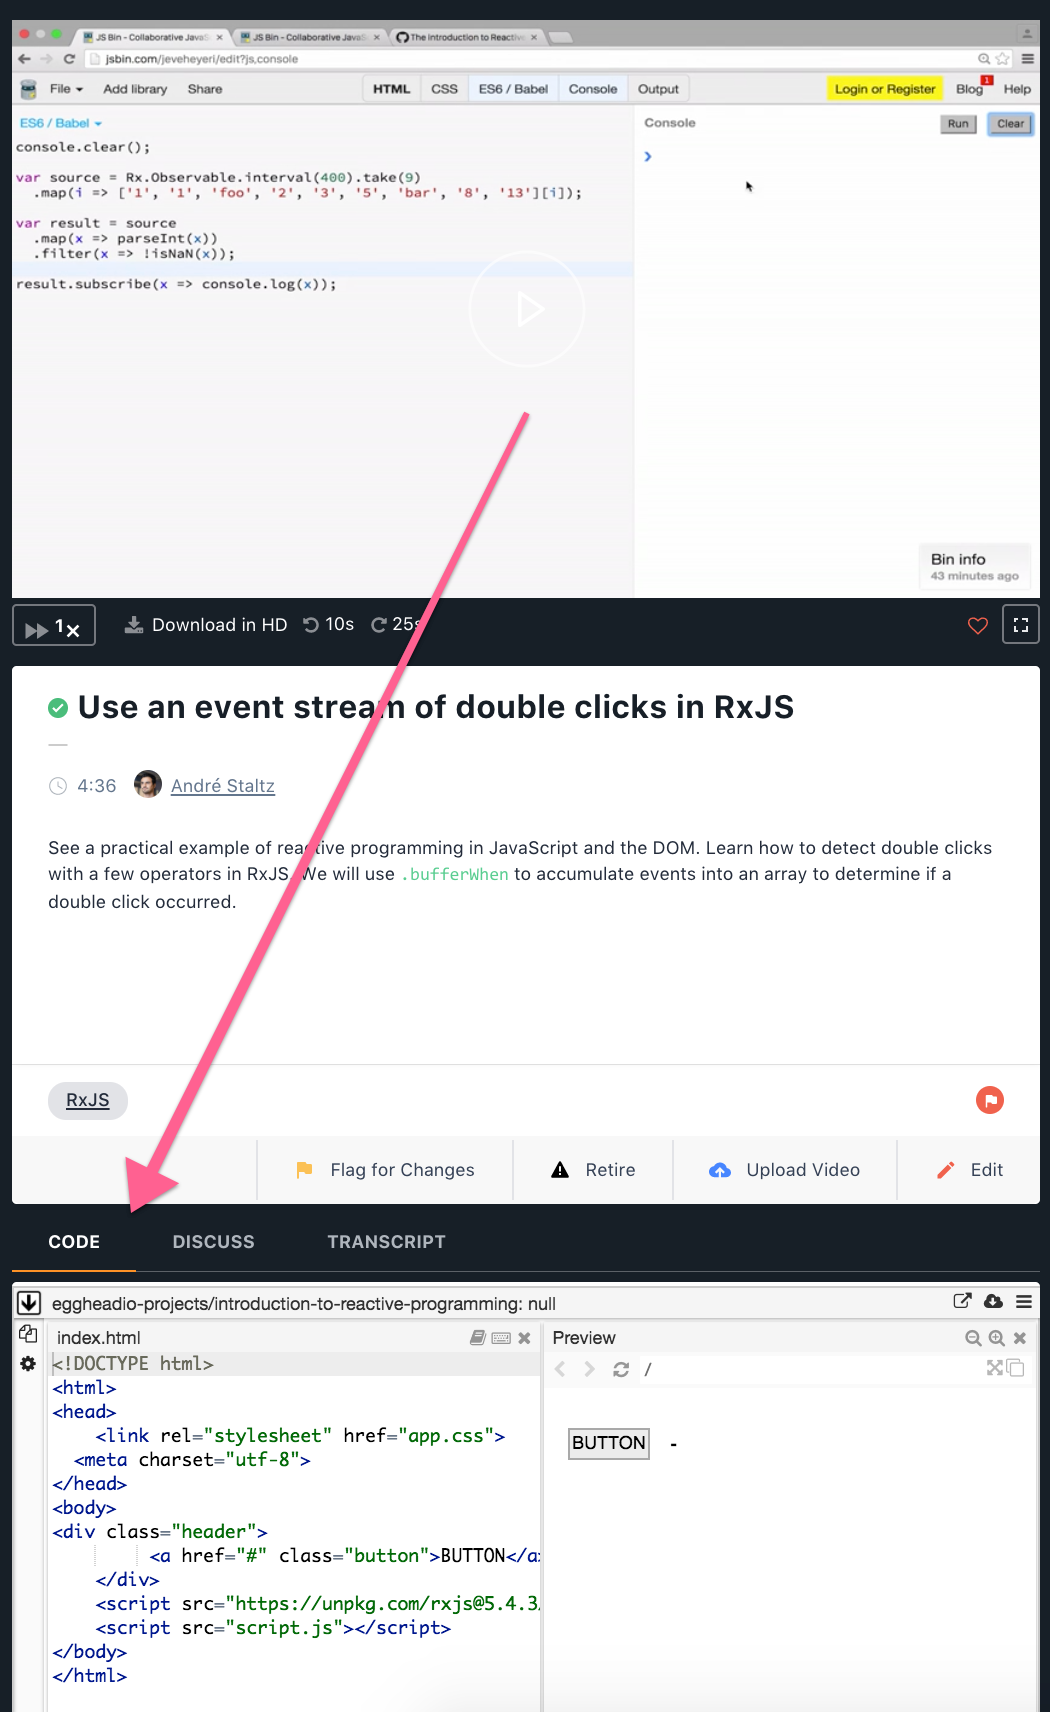 JS Bin - Collaborative JavaS
JS Bin - Collaborative JavaS
The Introduction to Reactive
jsbin.com/jeveheyeri/edit?js,console
File Add library Share HTML CSS ES6 / Babel Console Output Login or Register Blog 1 Help
ES6 / Babel
Console Run Clear
console.clear();
var source = Rx.Observable.interval(400).take(9)
.map(i => ['1', '1', 'foo', '2', '3', '5', 'bar', '8', '13'][i]);
var result = source
.map(x => parseInt(x))
.filter(x => !isNaN(x));
result.subscribe(x => console.log(x));
Bin info
43 minutes ago
1x Download in HD 10s 25s
Use an event stream of double clicks in RxJS
4:36 André Staltz
See a practical example of reactive programming in JavaScript and the DOM. Learn how to detect double clicks
with a few operators in RxJS. We will use .bufferWhen to accumulate events into an array to determine if a
double click occurred.
RxJS
Flag for Changes Retire Upload Video Edit
CODE DISCUSS TRANSCRIPT
eggheadio-projects/introduction-to-reactive-programming: null
index.html
Preview
/
<!DOCTYPE html>
<html>
<head>
<link rel="stylesheet" href="app.css">
<meta charset="utf-8">
</head>
<body>
<div class="header">
<a href="#" class="button">BUTTON</a>
</div>
<script src="https://unpkg.com/rxjs@5.4.3/
<script src="script.js"></script>
</body>
</html>
BUTTON -